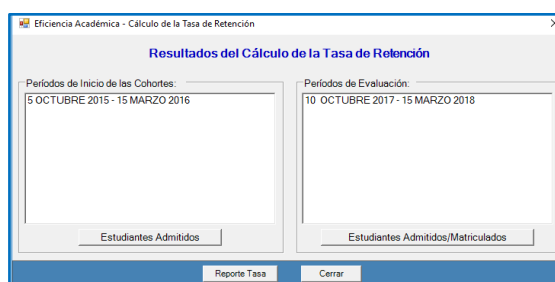 Eficiencia Académica - Cálculo de la Tasa de Retención
Resultados del Cálculo de la Tasa de Retención
Períodos de Inicio de las Cohortes:
5 OCTUBRE 2015 - 15 MARZO 2016
Estudiantes Admitidos
Períodos de Evaluación:
10 OCTUBRE 2017 - 15 MARZO 2018
Estudiantes Admitidos/Matriculados
Reporte Tasa
Cerrar